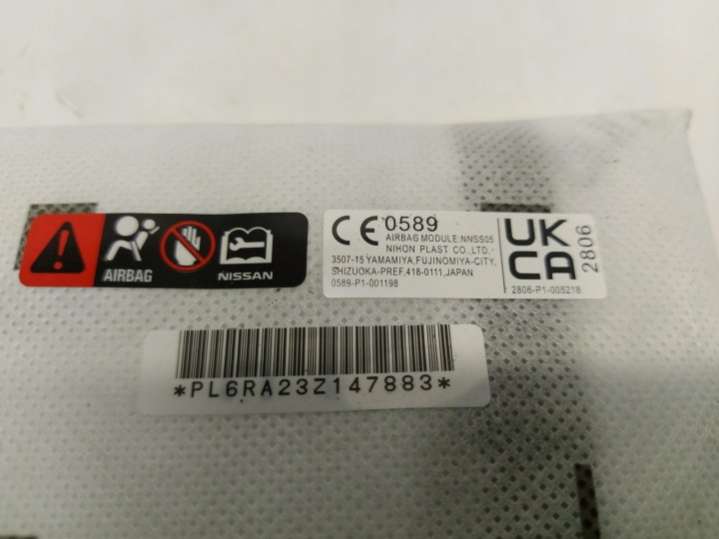 AIRBAG
NISSAN
CE 0589
AIRBAG MODULE:NNSS05
NIHON PLAST CO.,LTD.
3507-15 YAMAMIYA,FUJINOMIYA-CITY,
SHIZUOKA-PREF,418-0111,JAPAN
0589-P1-001198
UK
CA
2806
2806-P1-005218
*PL6RA23Z147883*